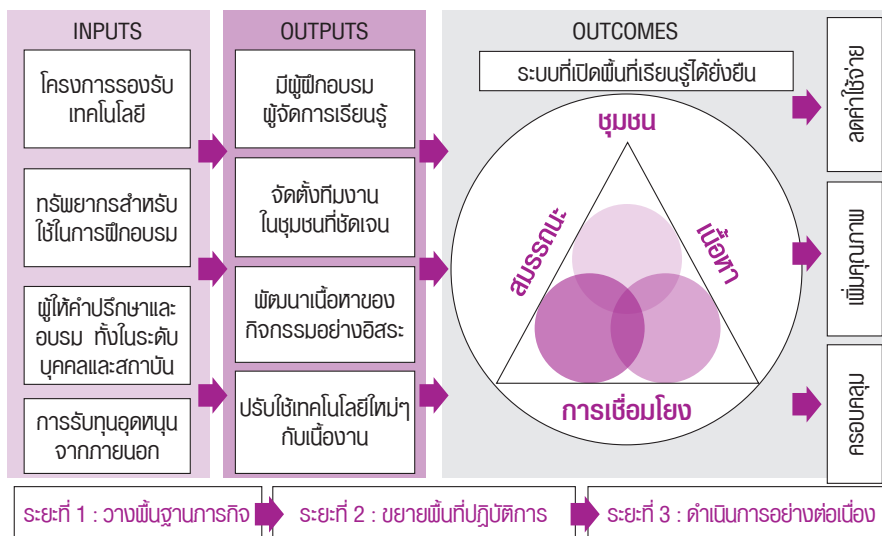 INPUTS
โครงการรองรับ
เทคโนโลยี
ทรัพยากรสำหรับ
ใช้ในการฝึกอบรม
ผู้ให้คำปรึกษาและ
อบรม ทั้งในระดับ
บุคคลและสถาบัน
การรับทุนอุดหนุน
จากภายนอก
OUTPUTS
มีผู้ฝึกอบรม
ผู้จัดการเรียนรู้
จัดตั้งทีมงาน
ในชุมชนที่ชัดเจน
พัฒนาเนื้อหาของ
กิจกรรมอย่างอิสระ
ปรับใช้เทคโนโลยีใหม่ๆ
กับเนื้องาน
OUTCOMES
ระบบที่เปิดพื้นที่เรียนรู้ได้ยั่งยืน
ชุมชน
สมรรถนะ
เนื้อหา
การเชื่อมโยง
ลดค่าใช้จ่าย
เพิ่มคุณภาพ
ครอบคลุม
ระยะที่ 1 : วางพื้นฐานภารกิจ
ระยะที่ 2 : ขยายพื้นที่ปฏิบัติการ
ระยะที่ 3 : ดำเนินการอย่างต่อเนื่อง